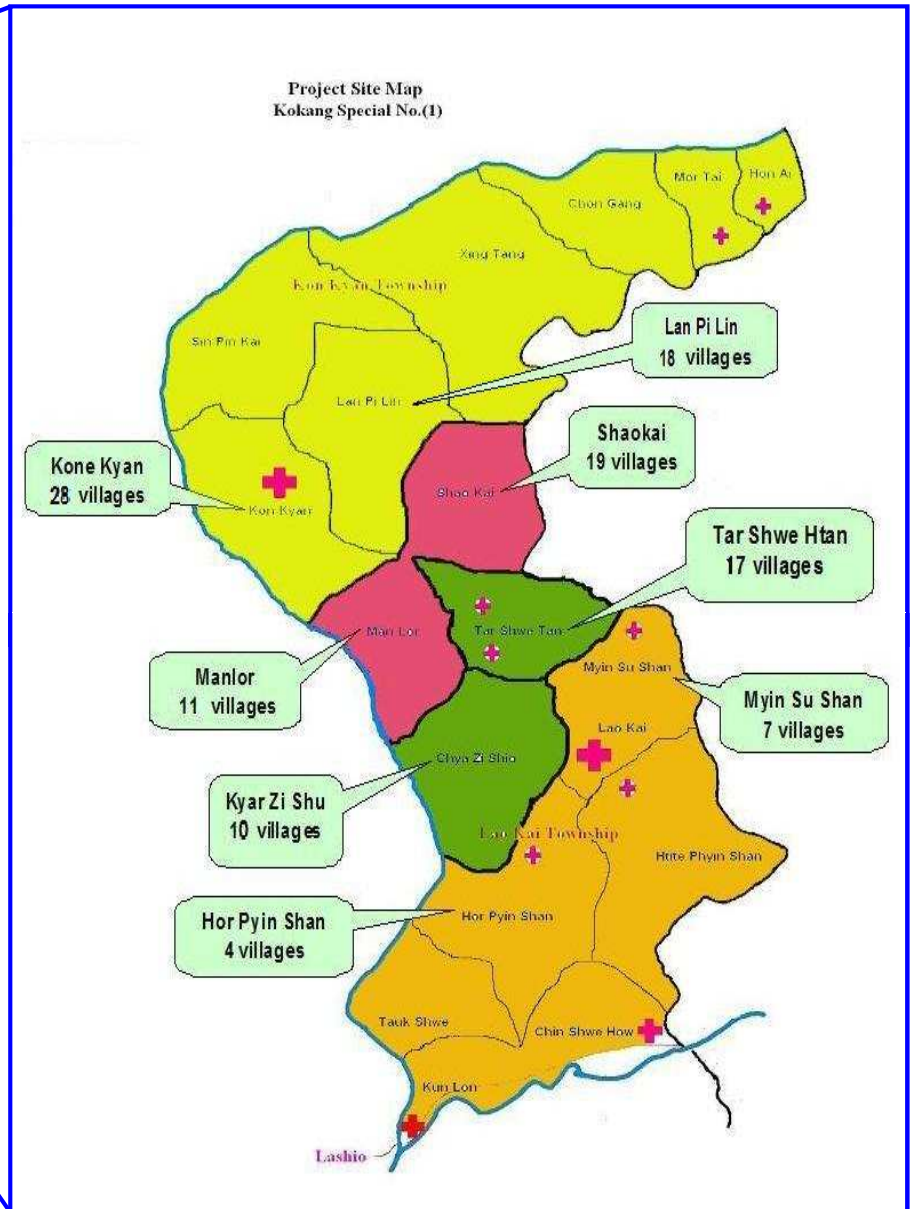 Project Site Map
Kokang Special No.(1)
Mor Tai
Hon Ai
Chon Gang
Xing Tang
Kon Kyan Township
Sin Pin Kai
Lan Pi Lin
18 villages
Lan Pi Lin
Shaokai
19 villages
Kone Kyan
28 villages
Shao Kai
Kon Kyan
Tar Shwe Htan
17 villages
Man Lor
Tar Shwe Tan
Manlor
11 villages
Myin Su Shan
Myin Su Shan
7 villages
Lao Kai
Chya Zi Shio
Kyar Zi Shu
10 villages
Lao Kai Township
Htite Phyin Shan
Hor Pyin Shan
Hor Pyin Shan
4 villages
Tauk Shwe
Chin Shwe How
Kun Lon
Lashio